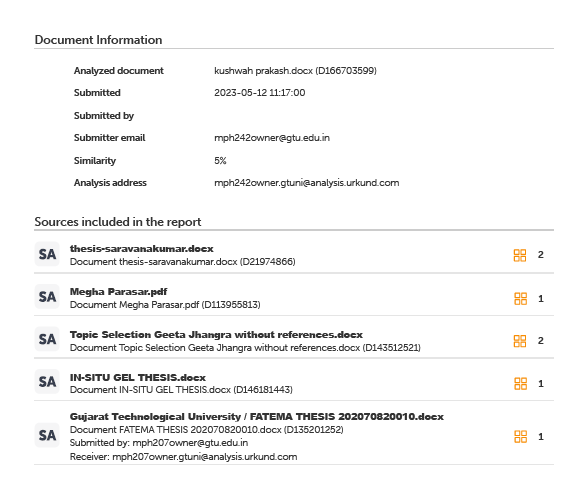 Document Information
Analyzed document kushwah prakash.docx (D166703599)
Submitted 2023-05-12 11:17:00
Submitted by
Submitter email mph242owner@gtu.edu.in
Similarity 5%
Analysis address mph242owner.gtuni@analysis.urkund.com
Sources included in the report
SA thesis-saravanakumar.docx
Document thesis-saravanakumar.docx (D21974866) 2
SA Megha Parasar.pdf
Document Megha Parasar.pdf (D113955813) 1
SA Topic Selection Geeta Jhangra without references.docx
Document Topic Selection Geeta Jhangra without references.docx (D143512521) 2
SA IN-SITU GEL THESIS.docx
Document IN-SITU GEL THESIS.docx (D146181443) 1
Gujarat Technological University / FATEMA THESIS 202070820010.docx
SA Document FATEMA THESIS 202070820010.docx (D135201252) 1
Submitted by: mph207owner@gtu.edu.in
Receiver: mph207owner.gtuni@analysis.urkund.com